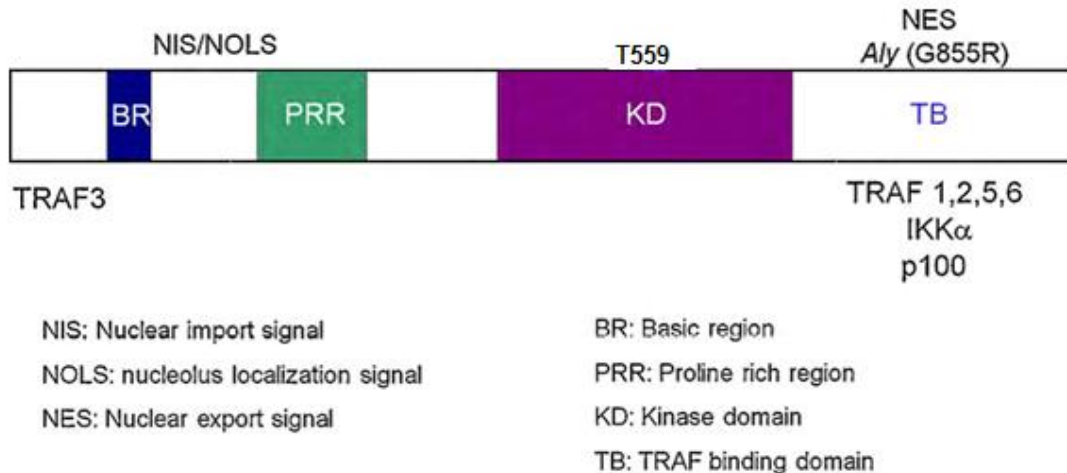 NIS/NOLS
T559
NES
Aly (G855R)
BR
PRR
KD
TB
TRAF3
TRAF 1,2,5,6
IKKα
p100
NIS: Nuclear import signal
NOLS: nucleolus localization signal
NES: Nuclear export signal
BR: Basic region
PRR: Proline rich region
KD: Kinase domain
TB: TRAF binding domain